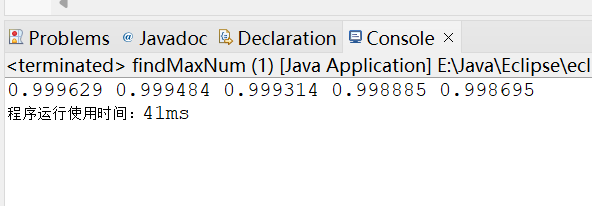 Problems @ Javadoc Declaration Console
<terminated> findMaxNum (1) [Java Application] E:\Java\Eclipse\ecl
0.999629 0.999484 0.999314 0.998885 0.998695
程序运行使用时间：41ms